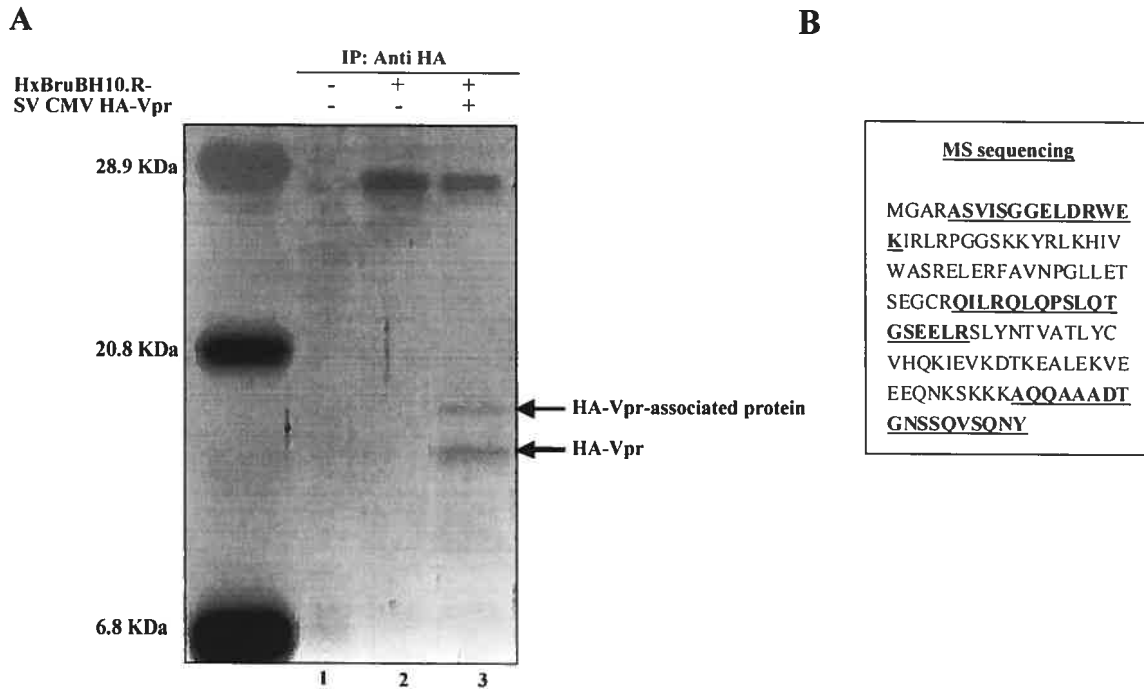 A
B
IP: Anti HA
HxBruBH10.R- - + +
SV CMV HA-Vpr - - +
28.9 KDa
20.8 KDa
HA-Vpr-associated protein
HA-Vpr
6.8 KDa
1 2 3
MS sequencing
MGARASVISGGELDRWE
KIRLRPGGSKKYRLKHIV
WASRELERFAVNPGLLET
SEGCRQILRQLQPSLQT
GSEELRSLYNTVATLYC
VHQKIEVKDTKEALEKVE
EEQNKSKKKAQQAAADT
GNSSQVSQNY